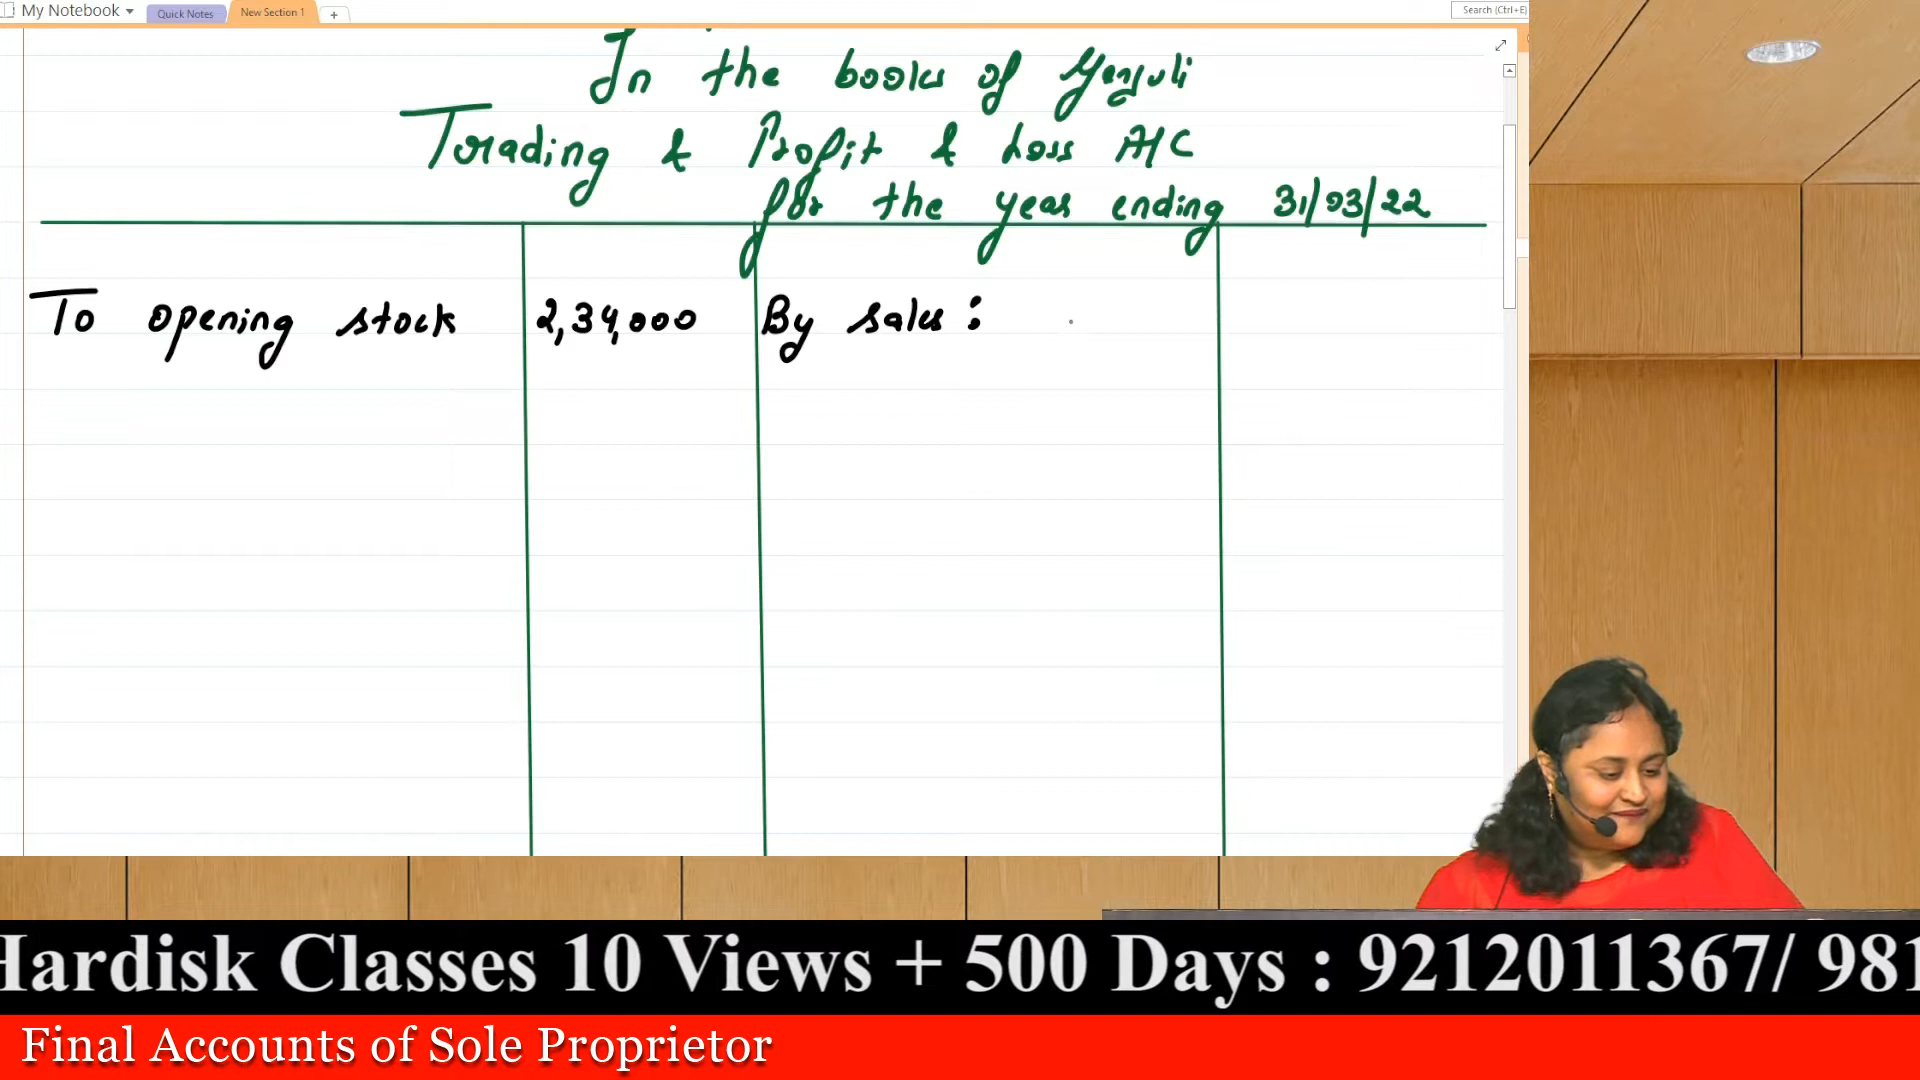 My Notebook
Quick Notes
New Section 1
+
Search (Ctrl+E)
In the books of
Trading & Profit & Loss A/C
for the year ending 31/03/22
To opening stock 2,34,000 By sales :
Hardisk Classes 10 Views + 500 Days : 9212011367/ 981
Final Accounts of Sole Proprietor